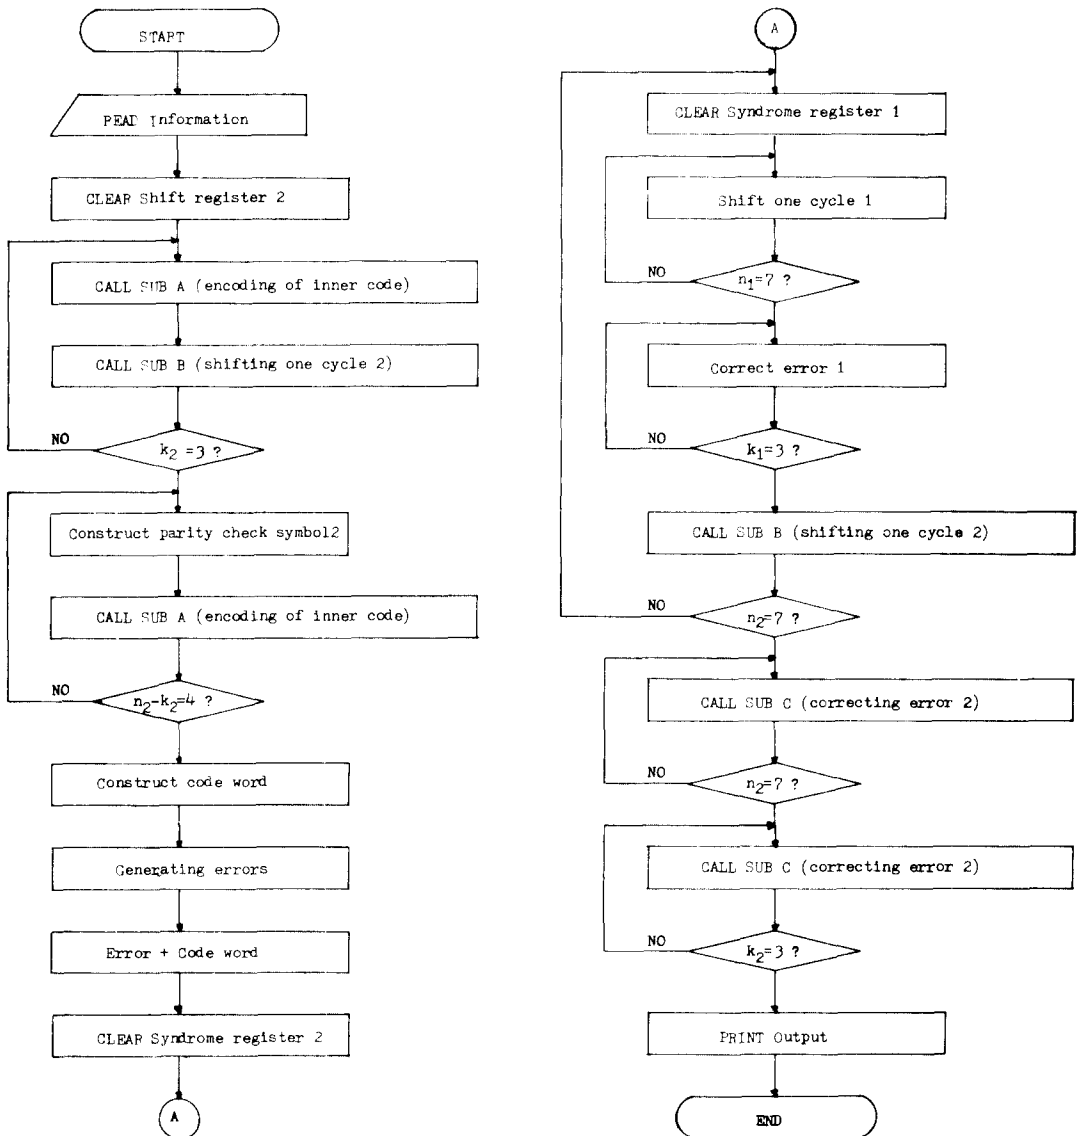 START
READ Information
CLEAR Shift register 2
CALL SUB A (encoding of inner code)
CALL SUB B (shifting one cycle 2)
NO
k2 =3 ?
Construct parity check symbol2
CALL SUB A (encoding of inner code)
NO
n2-k2=4 ?
Construct code word
Generating errors
Error + Code word
CLEAR Syndrome register 2
A
A
CLEAR Syndrome register 1
Shift one cycle 1
NO
n1=7 ?
Correct error 1
NO
k1=3 ?
CALL SUB B (shifting one cycle 2)
NO
n2=7 ?
CALL SUB C (correcting error 2)
NO
n2=7 ?
CALL SUB C (correcting error 2)
NO
k2=3 ?
PRINT Output
END